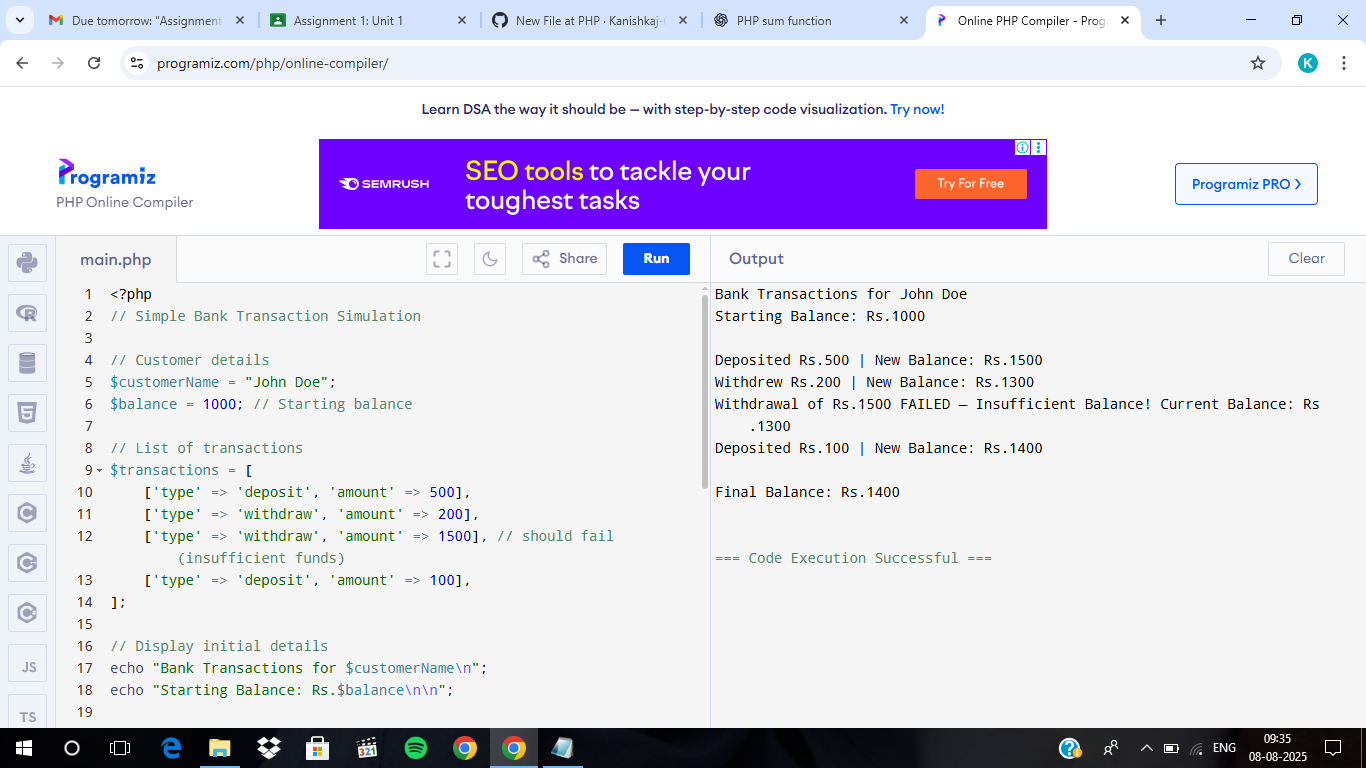 Due tomorrow: "Assignment
Assignment 1: Unit 1
New File at PHP · Kanishkaj-
PHP sum function
Online PHP Compiler - Prog
programiz.com/php/online-compiler/
K
Learn DSA the way it should be — with step-by-step code visualization. Try now!
Programiz
PHP Online Compiler
SEMRUSH
SEO tools to tackle your
toughest tasks
Try For Free
Programiz PRO
main.php
Share
Run
Output
Clear
1 <?php
2 // Simple Bank Transaction Simulation
3
4 // Customer details
5 $customerName = "John Doe";
6 $balance = 1000; // Starting balance
7
8 // List of transactions
9 $transactions = [
10 ['type' => 'deposit', 'amount' => 500],
11 ['type' => 'withdraw', 'amount' => 200],
12 ['type' => 'withdraw', 'amount' => 1500], // should fail
(insufficient funds)
13 ['type' => 'deposit', 'amount' => 100],
14 ];
15
16 // Display initial details
17 echo "Bank Transactions for $customerName\n";
18 echo "Starting Balance: Rs.$balance\n\n";
19
Bank Transactions for John Doe
Starting Balance: Rs.1000
Deposited Rs.500 | New Balance: Rs.1500
Withdrew Rs.200 | New Balance: Rs.1300
Withdrawal of Rs.1500 FAILED – Insufficient Balance! Current Balance: Rs
.1300
Deposited Rs.100 | New Balance: Rs.1400
Final Balance: Rs.1400
=== Code Execution Successful ===
R
5
C
C
C
JS
TS
321
ENG
09:35
08-08-2025